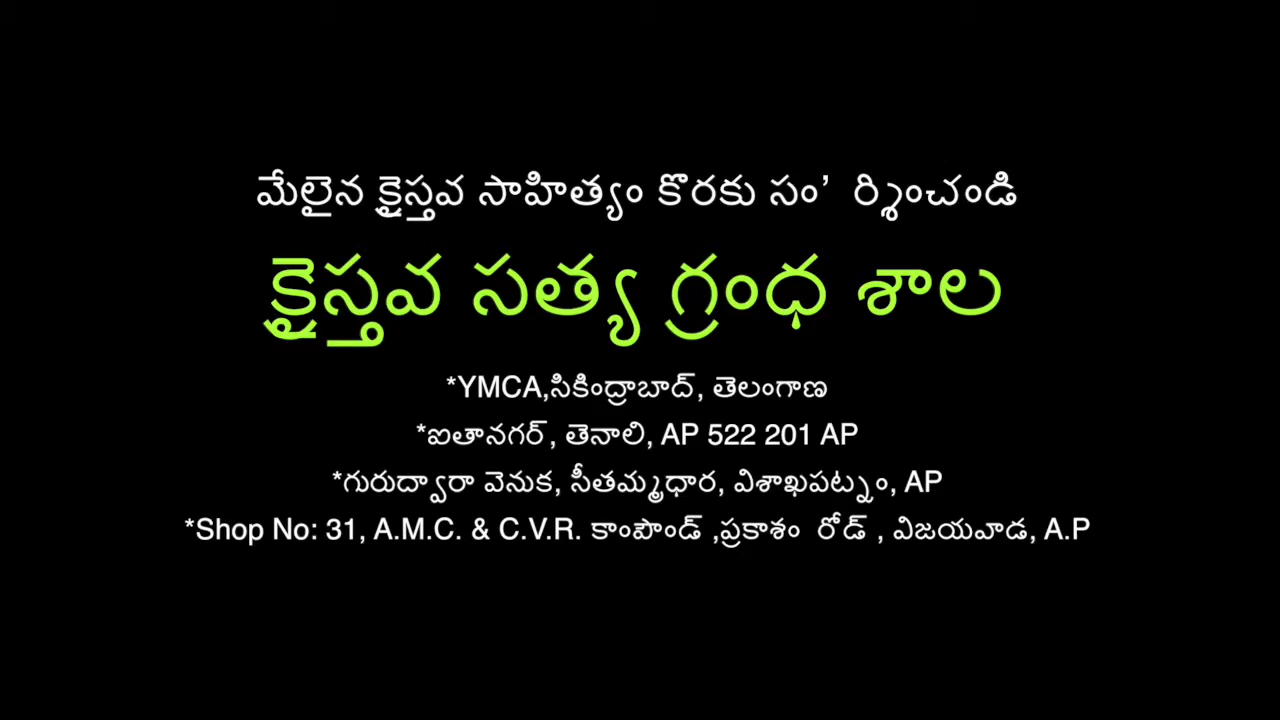 మేలైన క్రైస్తవ సాహిత్యం కొరకు సం’ ర్శించండి
క్రైస్తవ సత్య గ్రంధ శాల
*YMCA,సికింద్రాబాద్, తెలంగాణ
*ఐతానగర్, తెనాలి, AP 522 201 AP
*గురుద్వారా వెనుక, సీతమ్మధార, విశాఖపట్నం, AP
*Shop No: 31, A.M.C. & C.V.R. కాంపౌండ్ ,ప్రకాశం రోడ్ , విజయవాడ, A.P